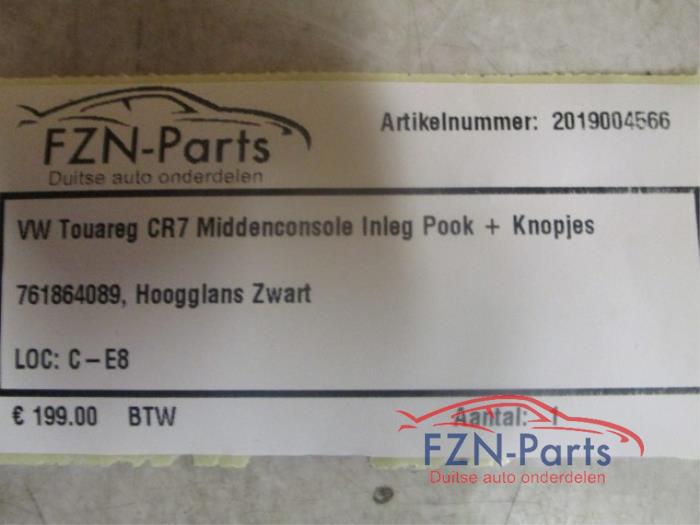 FZN-Parts
Duitse auto onderdelen
Artikelnummer: 2019004566
VW Touareg CR7 Middenconsole Inleg Pook + Knopjes
761864089, Hoogglans Zwart
LOC: C-E8
€ 199.00 BTW
Aantal: 1
FZN-Parts
Duitse auto onderdelen